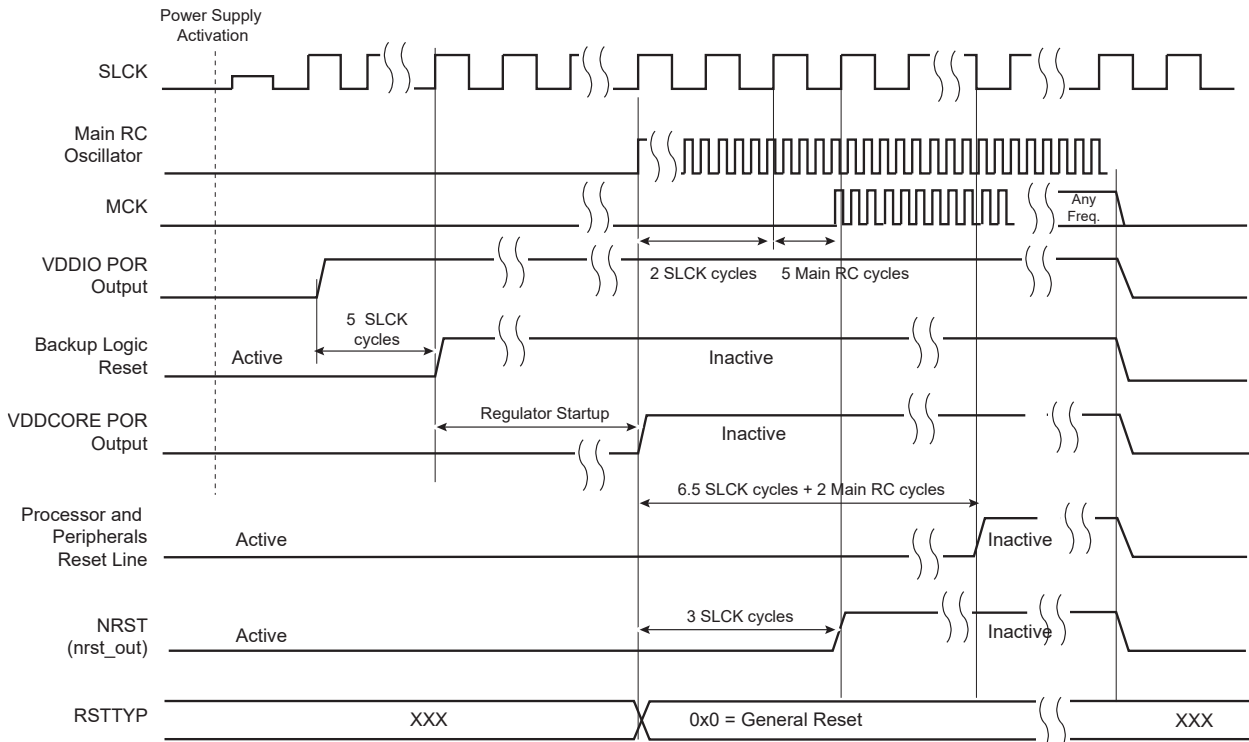 Power Supply
Activation
SLCK
Main RC
Oscillator
MCK
Any
Freq.
VDDIO POR
Output
2 SLCK cycles
5 Main RC cycles
5 SLCK
cycles
Backup Logic
Reset
Active
Inactive
VDDCORE POR
Output
Regulator Startup
Inactive
6.5 SLCK cycles + 2 Main RC cycles
Processor and
Peripherals
Reset Line
Active
Inactive
NRST
(nrst_out)
Active
3 SLCK cycles
Inactive
RSTTYP
XXX
0x0 = General Reset
XXX